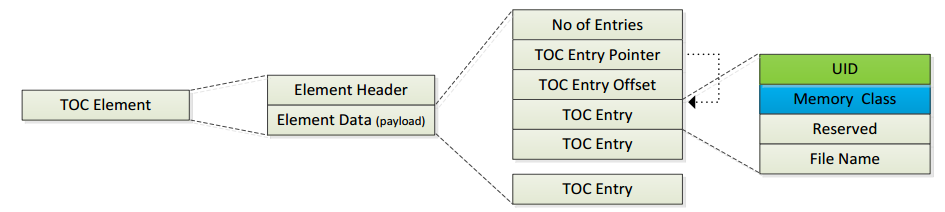 TOC Element
Element Header
Element Data (payload)
No of Entries
TOC Entry Pointer
TOC Entry Offset
TOC Entry
TOC Entry
TOC Entry
UID
Memory Class
Reserved
File Name